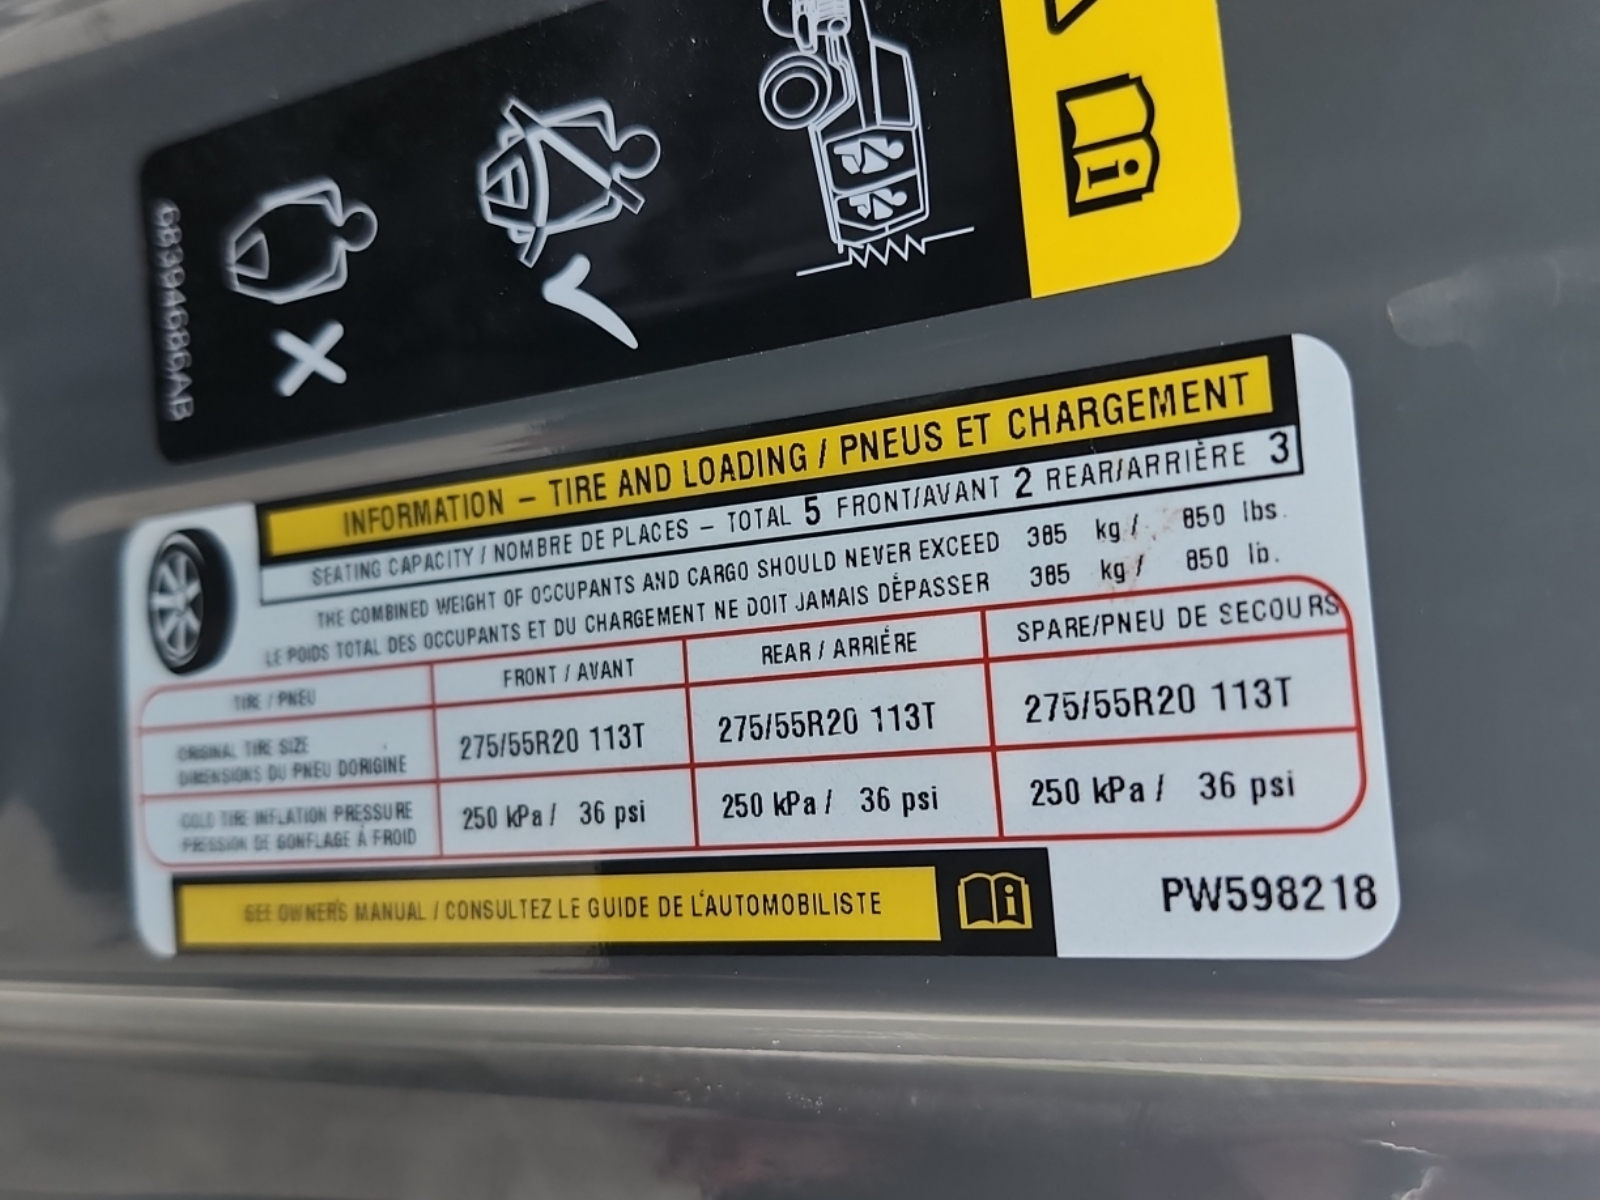 68394686AB
INFORMATION – TIRE AND LOADING / PNEUS ET CHARGEMENT
SEATING CAPACITY / NOMBRE DE PLACES – TOTAL 5 FRONT/AVANT 2 REAR/ARRIÈRE 3
THE COMBINED WEIGHT OF OCCUPANTS AND CARGO SHOULD NEVER EXCEED 385 kg / 850 lbs.
LE POIDS TOTAL DES OCCUPANTS ET DU CHARGEMENT NE DOIT JAMAIS DÉPASSER 385 kg / 850 lb.
TIRE / PNEU FRONT / AVANT REAR / ARRIÉRE SPARE/PNEU DE SECOURS
ORIGINAL TIRE SIZE
DIMENSIONS DU PNEU DORIGINE
275/55R20 113T 275/55R20 113T 275/55R20 113T
COLD TIRE INFLATION PRESSURE
PRESSION DE GONFLAGE À FROID
250 kPa / 36 psi 250 kPa / 36 psi 250 kPa / 36 psi
SEE OWNER'S MANUAL / CONSULTEZ LE GUIDE DE L'AUTOMOBILISTE
PW598218